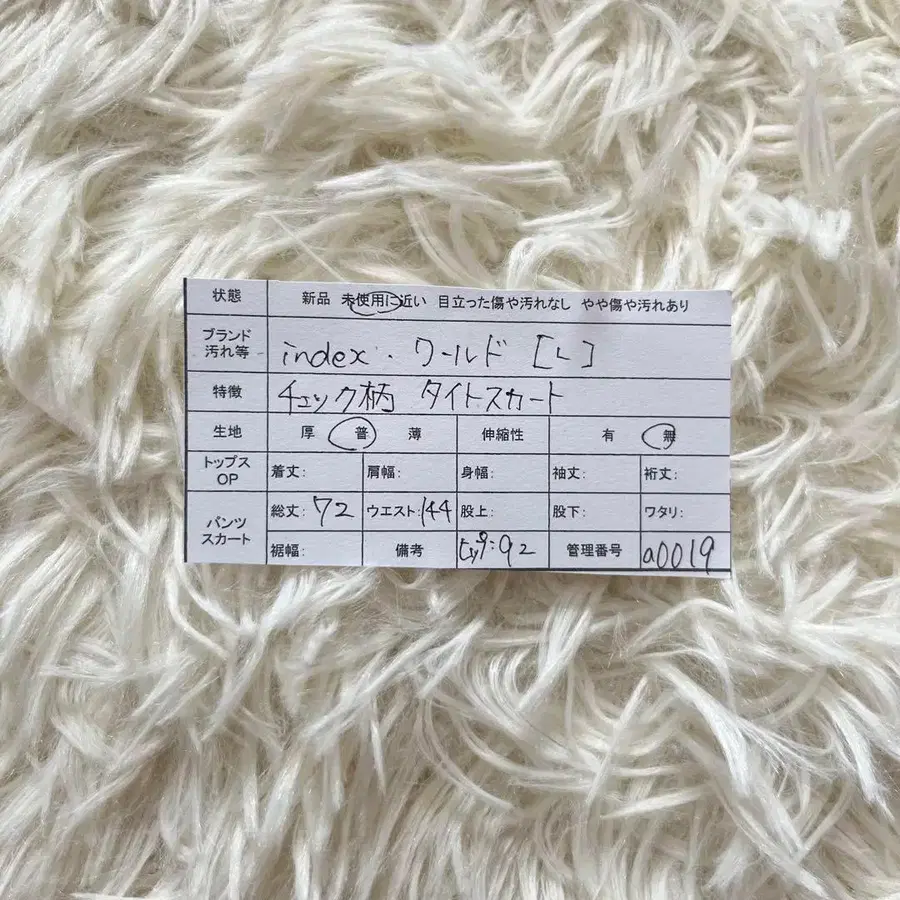 状態 新品 未使用に近い 目立った傷や汚れなし やや傷や汚れあり
ブランド 汚れ等 index・ワールド [L]
特徴 チェック柄 タイトスカート
生地 厚 普 薄 伸縮性 有 無
トップス OP 着丈: 肩幅: 身幅: 袖丈: 裄丈:
パンツ スカート 総丈:72 ウエスト:144 股上: 股下: ワタリ:
裾幅: 備考 ヒップ:92 管理番号 a0019